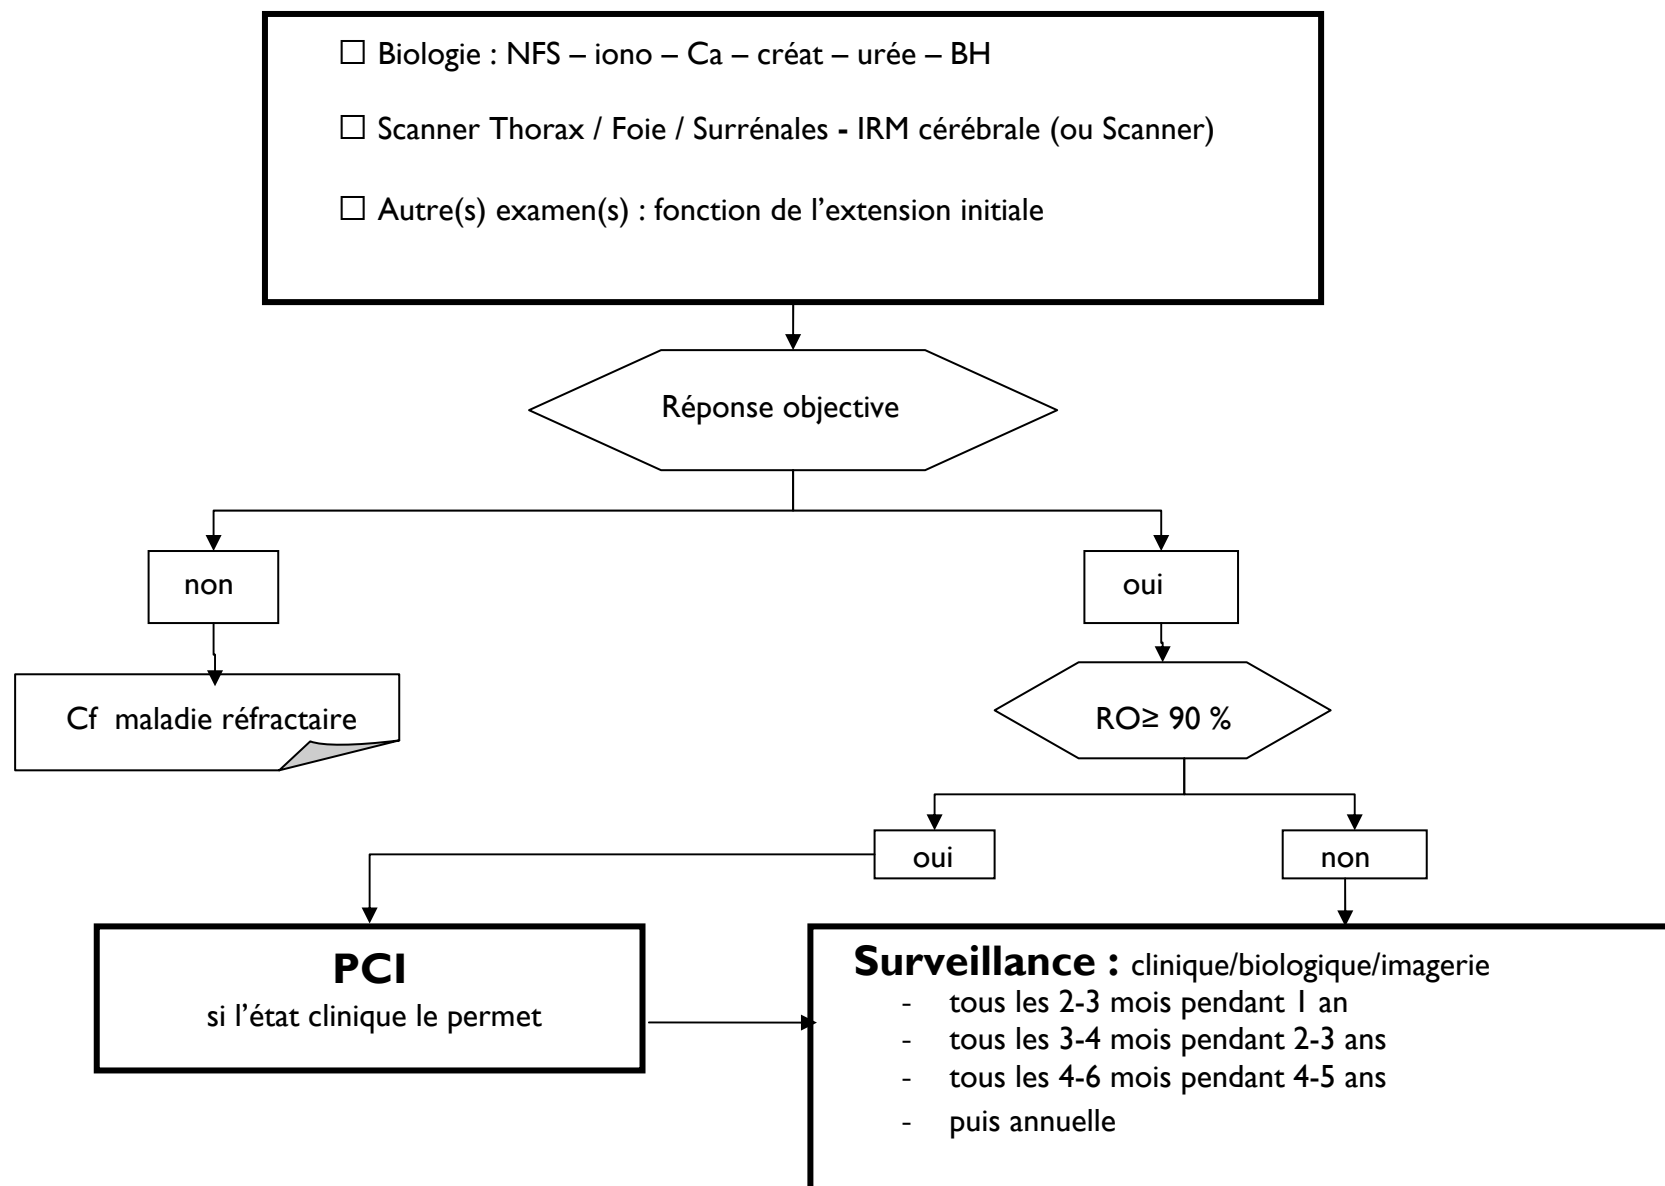 ☐ Biologie : NFS – iono – Ca – créat – urée – BH
☐ Scanner Thorax / Foie / Surrénales - IRM cérébrale (ou Scanner)
☐ Autre(s) examen(s) : fonction de l’extension initiale
Réponse objective
non
oui
Cf maladie réfractaire
RO≥ 90 %
oui
non
PCI
si l’état clinique le permet
Surveillance : clinique/biologique/imagerie
- tous les 2-3 mois pendant 1 an
- tous les 3-4 mois pendant 2-3 ans
- tous les 4-6 mois pendant 4-5 ans
- puis annuelle